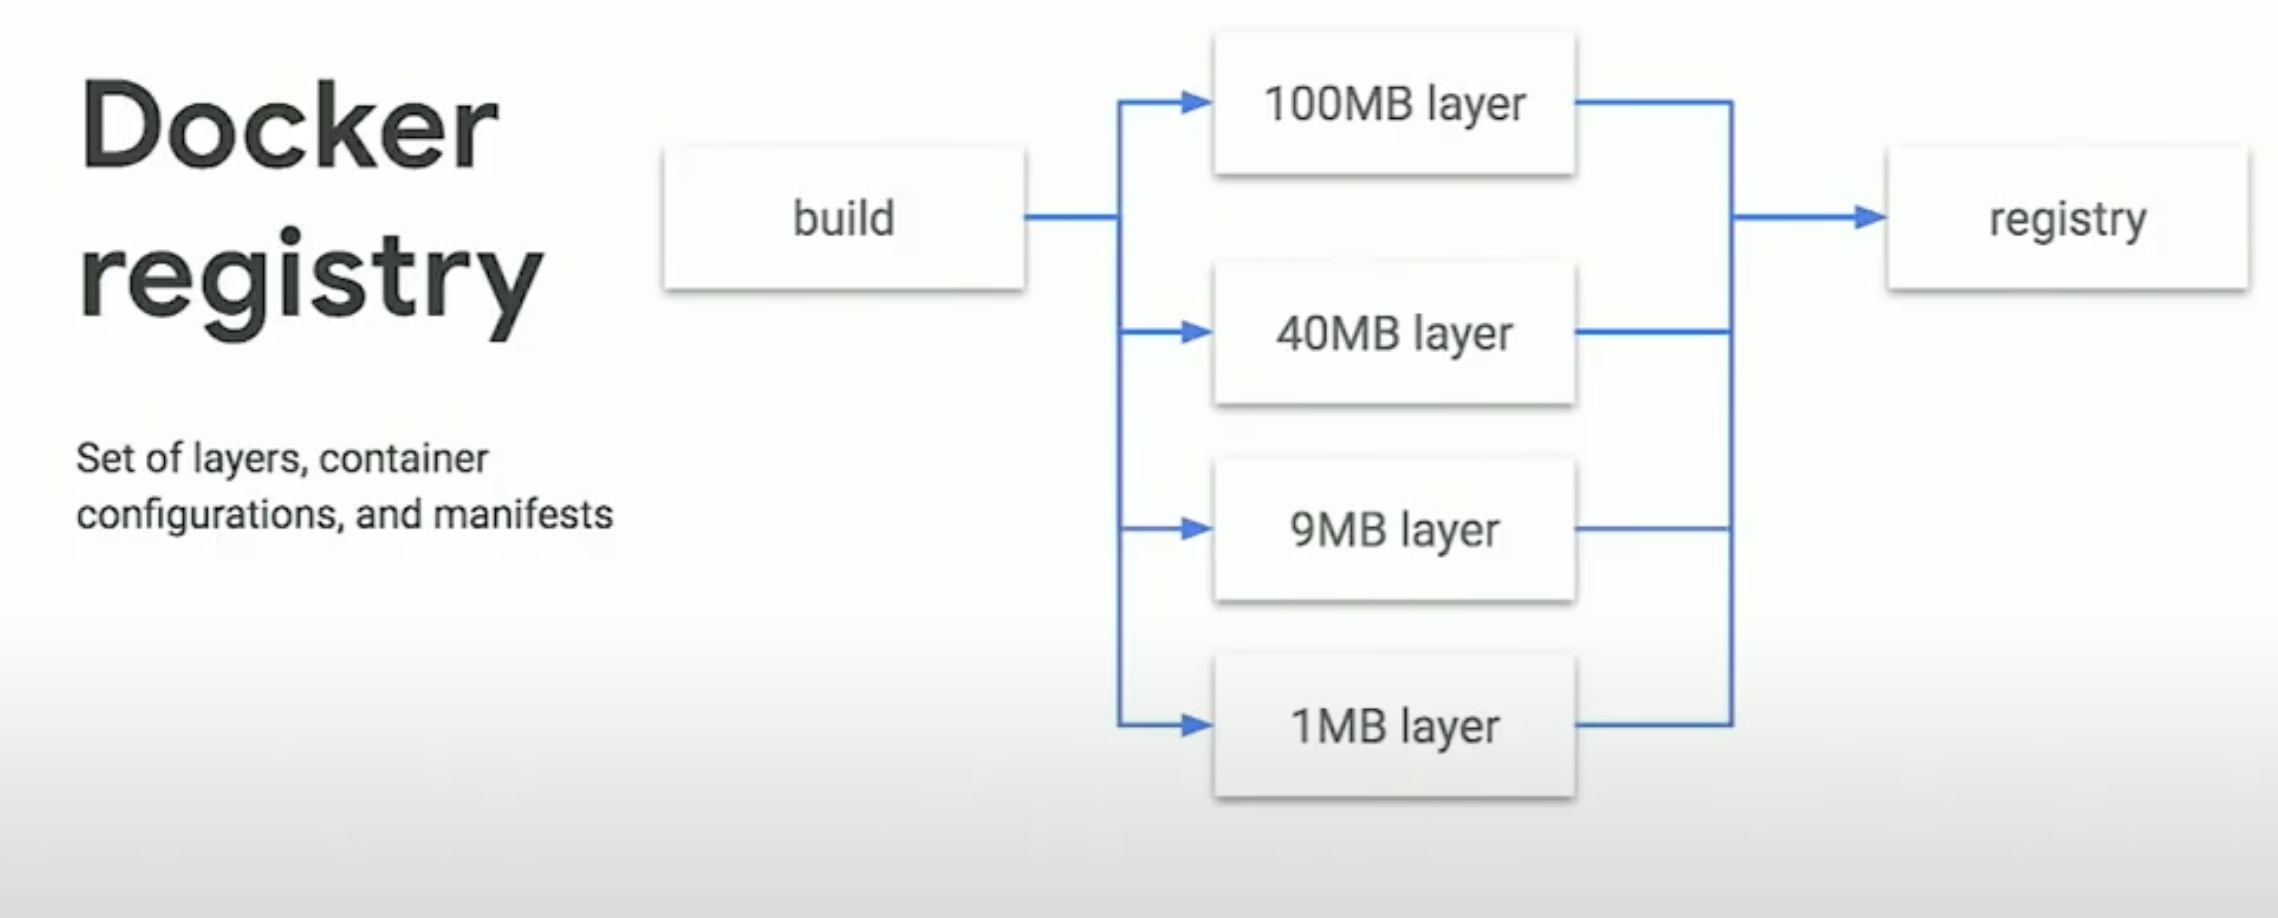 Docker
registry
Set of layers, container
configurations, and manifests
build
100MB layer
40MB layer
9MB layer
1MB layer
registry